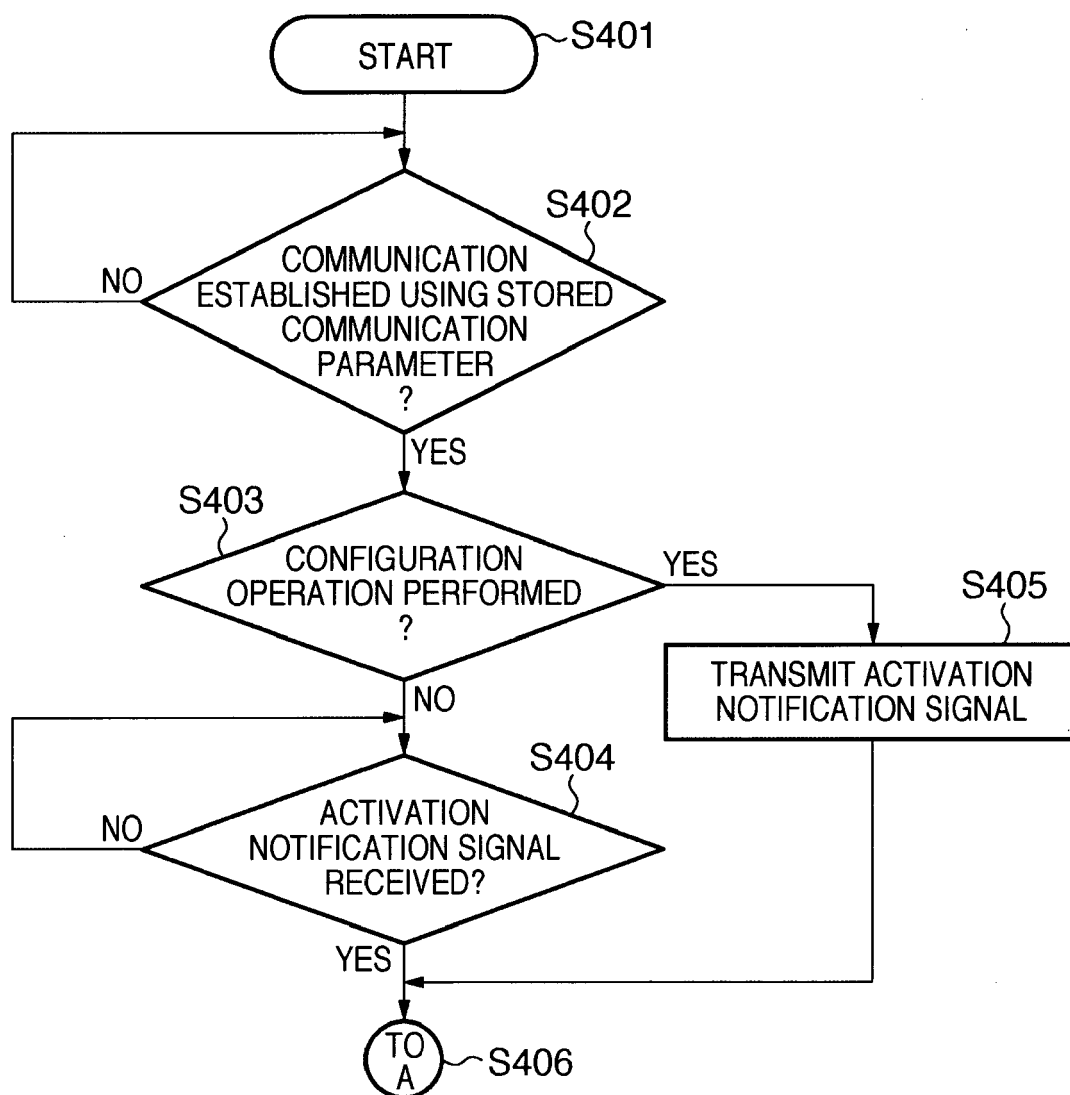 START
S401
S402
COMMUNICATION
ESTABLISHED USING STORED
COMMUNICATION
PARAMETER
?
NO
YES
S403
CONFIGURATION
OPERATION PERFORMED
?
YES
S405
TRANSMIT ACTIVATION
NOTIFICATION SIGNAL
NO
S404
ACTIVATION
NOTIFICATION SIGNAL
RECEIVED?
NO
YES
TO
A
S406